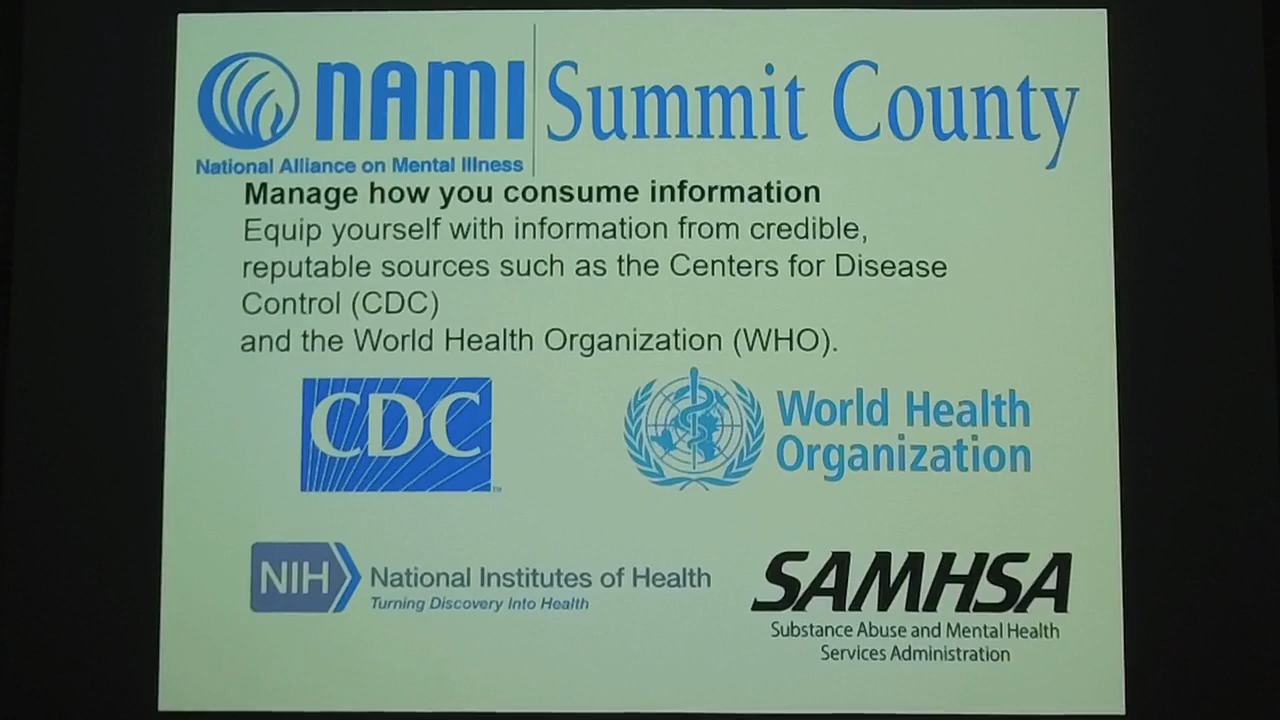 NAMI Summit County
National Alliance on Mental Illness
Manage how you consume information
Equip yourself with information from credible,
reputable sources such as the Centers for Disease
Control (CDC)
and the World Health Organization (WHO).
CDC
TM
World Health
Organization
NIH National Institutes of Health
Turning Discovery Into Health
SAMHSA
Substance Abuse and Mental Health
Services Administration